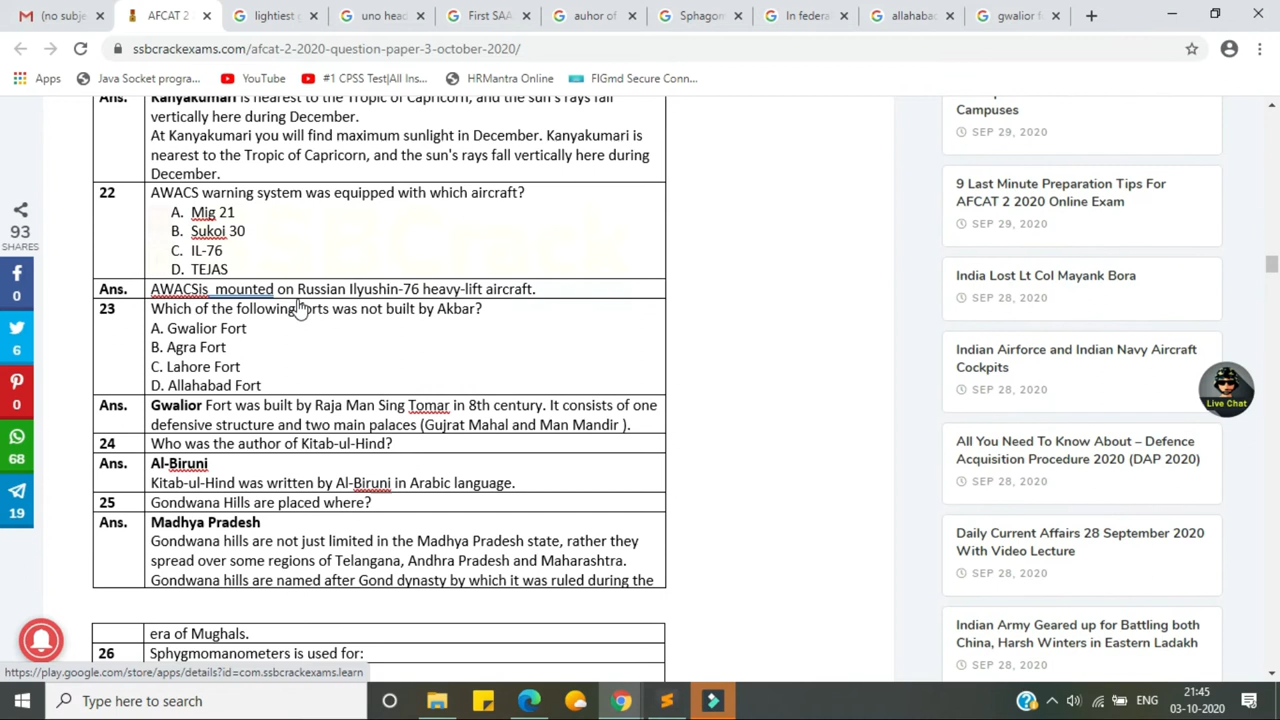 (no subje
AFCAT 2
lightiest
uno head
First SAA
auhor of
Sphagom
In federa
allahabad
gwalior f
ssbcrackexams.com/afcat-2-2020-question-paper-3-october-2020/
Apps
Java Socket progra...
YouTube
#1 CPSS Test|All Ins...
HRMantra Online
FIGmd Secure Conn...
Ans.
Kanyakumari is nearest to the Tropic of Capricorn, and the sun's rays fall
vertically here during December.
At Kanyakumari you will find maximum sunlight in December. Kanyakumari is
nearest to the Tropic of Capricorn, and the sun's rays fall vertically here during
December.
22
AWACS warning system was equipped with which aircraft?
A. Mig 21
B. Sukoi 30
C. IL-76
D. TEJAS
Ans.
AWACSis mounted on Russian Ilyushin-76 heavy-lift aircraft.
23
Which of the following forts was not built by Akbar?
A. Gwalior Fort
B. Agra Fort
C. Lahore Fort
D. Allahabad Fort
Ans.
Gwalior Fort was built by Raja Man Sing Tomar in 8th century. It consists of one
defensive structure and two main palaces (Gujrat Mahal and Man Mandir ).
24
Who was the author of Kitab-ul-Hind?
Ans.
Al-Biruni
Kitab-ul-Hind was written by Al-Biruni in Arabic language.
25
Gondwana Hills are placed where?
Ans.
Madhya Pradesh
Gondwana hills are not just limited in the Madhya Pradesh state, rather they
spread over some regions of Telangana, Andhra Pradesh and Maharashtra.
Gondwana hills are named after Gond dynasty by which it was ruled during the
era of Mughals.
26
Sphygmomanometers is used for:
93
SHARES
0
6
0
68
19
Campuses
SEP 29, 2020
9 Last Minute Preparation Tips For
AFCAT 2 2020 Online Exam
SEP 29, 2020
India Lost Lt Col Mayank Bora
SEP 28, 2020
Indian Airforce and Indian Navy Aircraft
Cockpits
SEP 28, 2020
All You Need To Know About – Defence
Acquisition Procedure 2020 (DAP 2020)
SEP 28, 2020
Daily Current Affairs 28 September 2020
With Video Lecture
SEP 28, 2020
Indian Army Geared up for Battling both
China, Harsh Winters in Eastern Ladakh
SEP 28, 2020
Live Chat
https://play.google.com/store/apps/details?id=com.ssbcrackexams.learn
Type here to search
ENG
21:45
03-10-2020